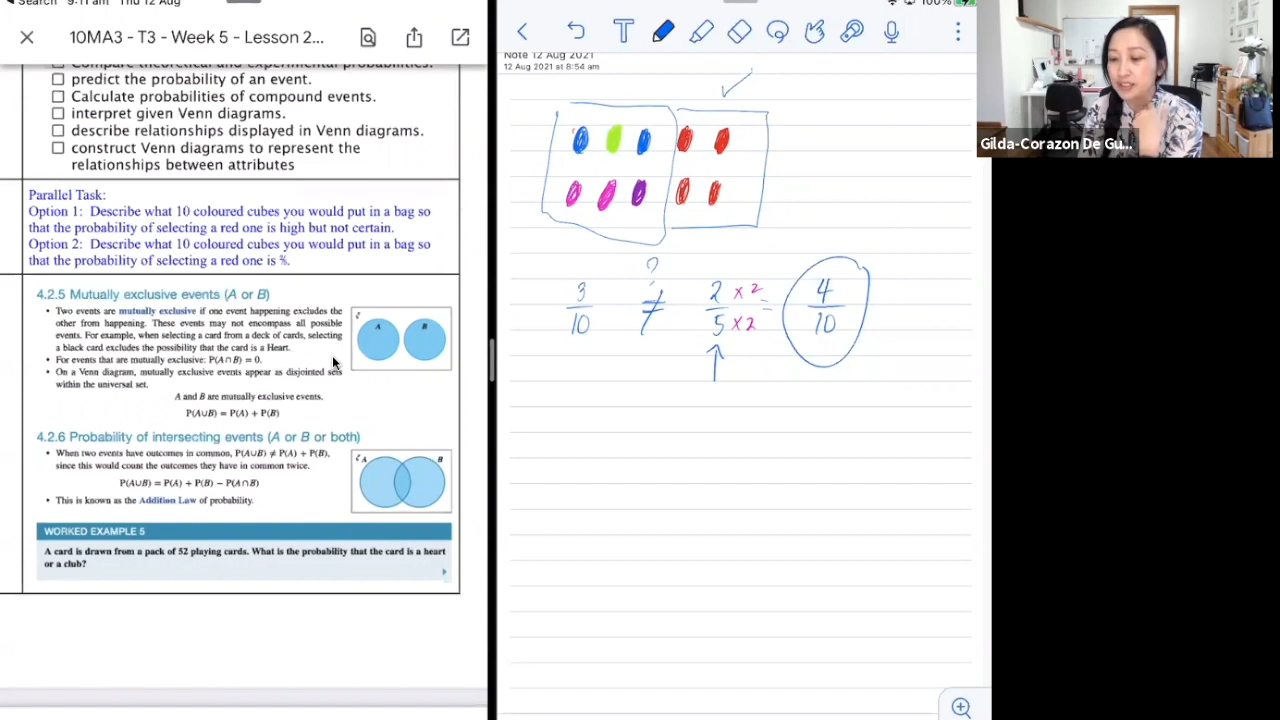 Search 9:11 am Thu 12 Aug
100%
10MA3 - T3 - Week 5 - Lesson 2...
Compare theoretical and experimental probabilities.
predict the probability of an event.
Calculate probabilities of compound events.
interpret given Venn diagrams.
describe relationships displayed in Venn diagrams.
construct Venn diagrams to represent the
relationships between attributes
Parallel Task:
Option 1: Describe what 10 coloured cubes you would put in a bag so
that the probability of selecting a red one is high but not certain.
Option 2: Describe what 10 coloured cubes you would put in a bag so
that the probability of selecting a red one is
4.2.5 Mutually exclusive events (A or B)
• Two events are mutually exclusive if one event happening excludes the
other from happening. These events may not encompass all possible
events. For example, when selecting a card from a deck of cards, selecting
a black card excludes the possibility that the card is a Heart.
• For events that are mutually exclusive: P(A∩B) = 0.
• On a Venn diagram, mutually exclusive events appear as disjointed sets
within the universal set.
A and B are mutually exclusive events.
P(A∪B) = P(A) + P(B)
ξ A B
4.2.6 Probability of intersecting events (A or B or both)
• When two events have outcomes in common, P(A∪B) ≠ P(A) + P(B),
since this would count the outcomes they have in common twice.
P(A∪B) = P(A) + P(B) − P(A∩B)
• This is known as the Addition Law of probability.
ξ A B
WORKED EXAMPLE 5
A card is drawn from a pack of 52 playing cards. What is the probability that the card is a heart
or a club?
T
Note 12 Aug 2021
12 Aug 2021 at 8:54 am
?
3 2 ×2 4
10 ≠ 5 ×2 = 10
Gilda-Corazon De Gu...